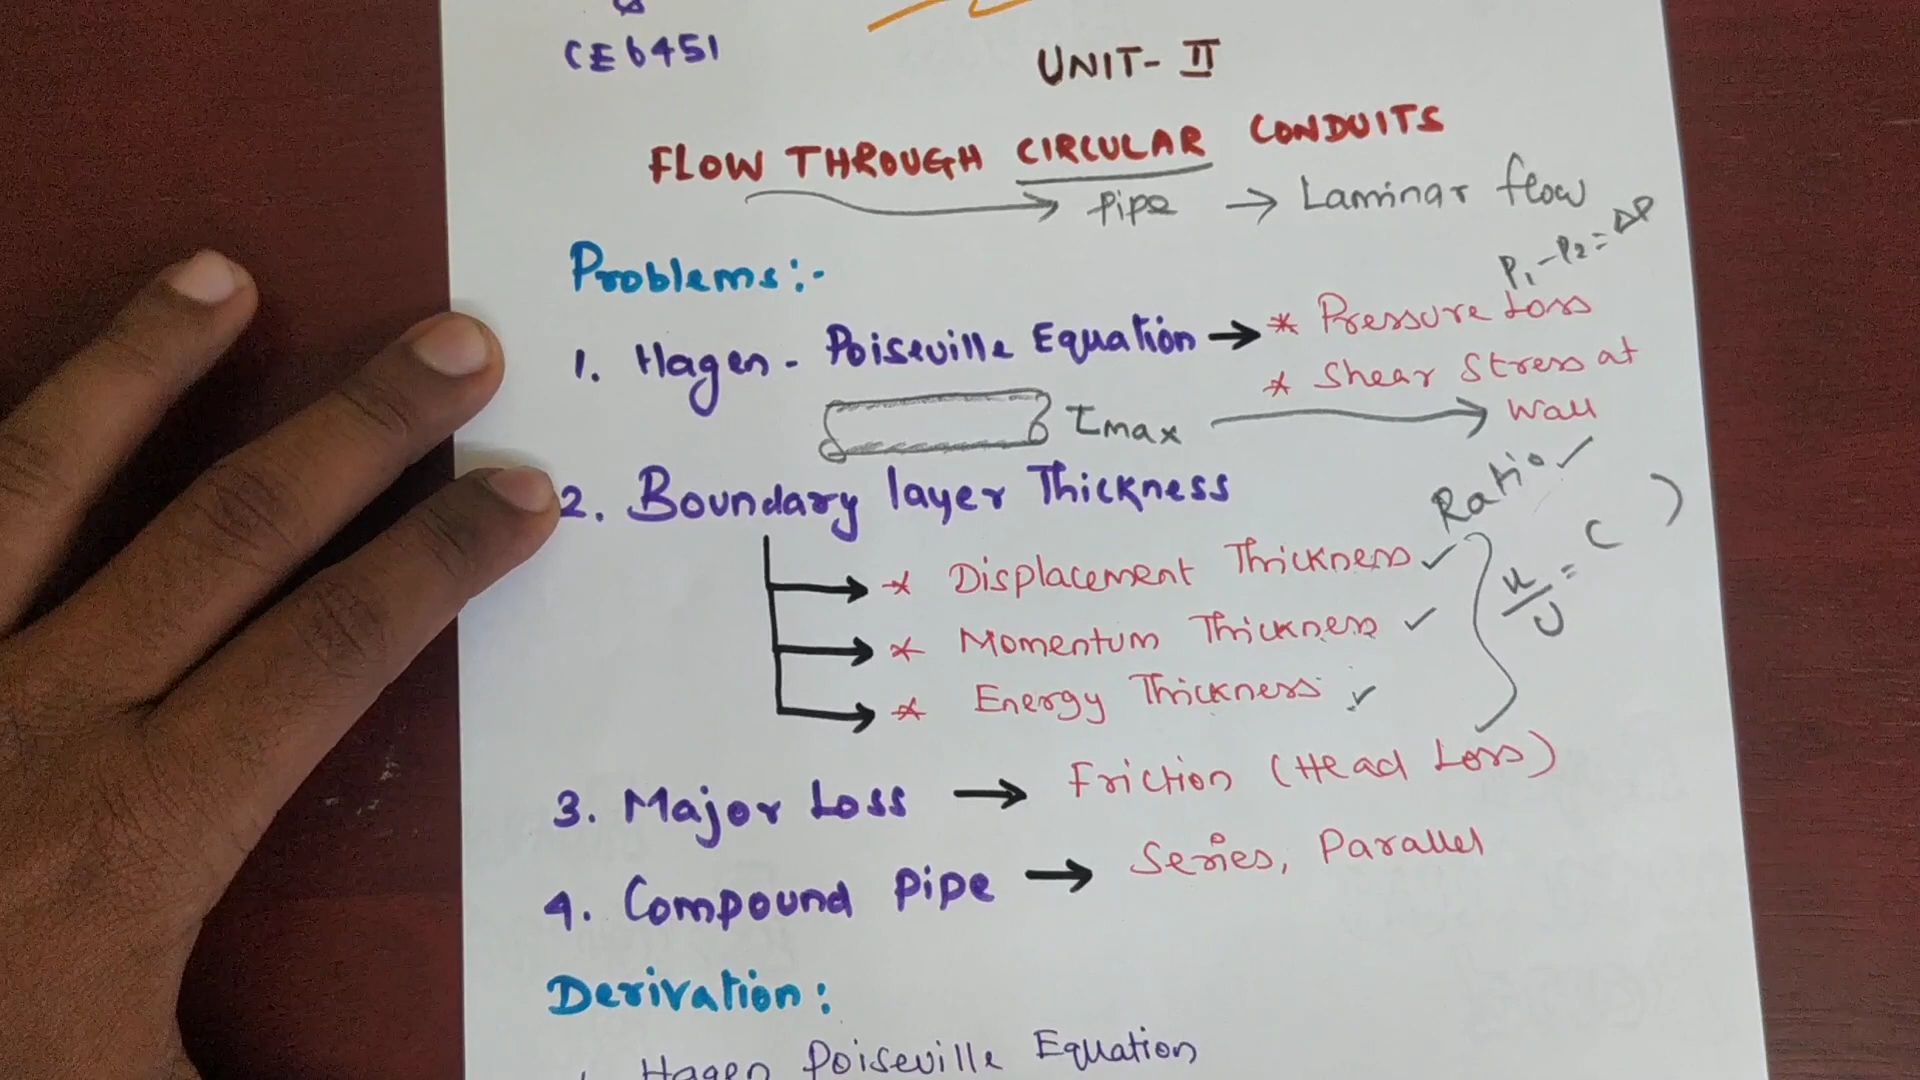 CE6451
UNIT- II
FLOW THROUGH CIRCULAR CONDUITS
→ Pipe → Laminar flow
Problems:-
P1-P2=ΔP
1. Hagen - Poiseville Equation → * Pressure Loss
* Shear Stress at Wall
τmax →
2. Boundary layer Thickness
Ratio ✓
→ * Displacement Thickness ✓
u/U = ( )
→ * Momentum Thickness ✓
→ * Energy Thickness ✓
3. Major Loss → Friction (Head Loss)
4. Compound Pipe → Series, Parallel
Derivation:
Hagen Poiseville Equation